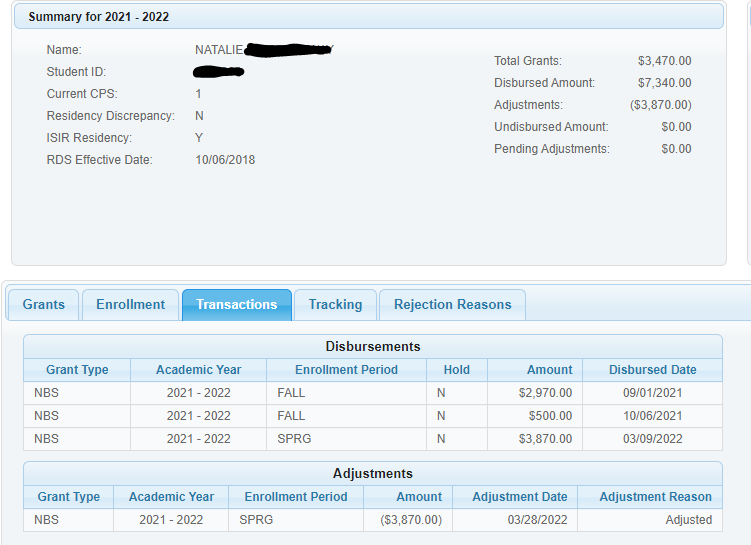 Summary for 2021 - 2022
Name: NATALIE
Student ID:
Current CPS: 1
Residency Discrepancy: N
ISIR Residency: Y
RDS Effective Date: 10/06/2018
Total Grants: $3,470.00
Disbursed Amount: $7,340.00
Adjustments: ($3,870.00)
Undisbursed Amount: $0.00
Pending Adjustments: $0.00
Grants Enrollment Transactions Tracking Rejection Reasons
Disbursements
Grant Type Academic Year Enrollment Period Hold Amount Disbursed Date
NBS 2021 - 2022 FALL N $2,970.00 09/01/2021
NBS 2021 - 2022 FALL N $500.00 10/06/2021
NBS 2021 - 2022 SPRG N $3,870.00 03/09/2022
Adjustments
Grant Type Academic Year Enrollment Period Amount Adjustment Date Adjustment Reason
NBS 2021 - 2022 SPRG ($3,870.00) 03/28/2022 Adjusted